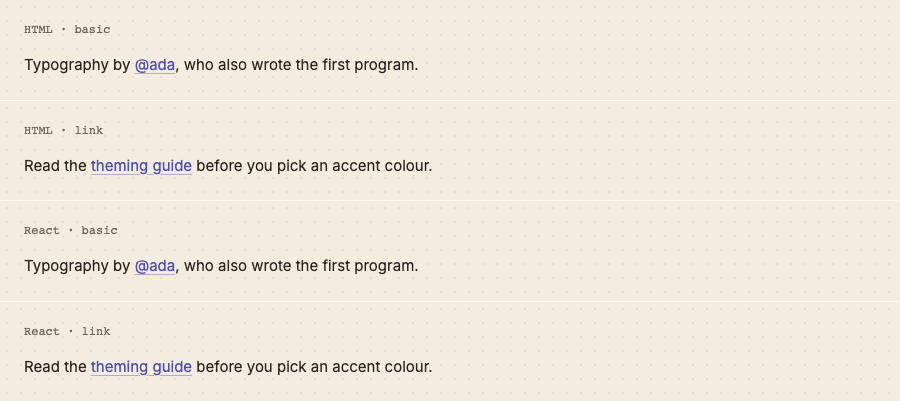 HTML · basic
Typography by @ada, who also wrote the first program.
HTML · link
Read the theming guide before you pick an accent colour.
React · basic
Typography by @ada, who also wrote the first program.
React · link
Read the theming guide before you pick an accent colour.